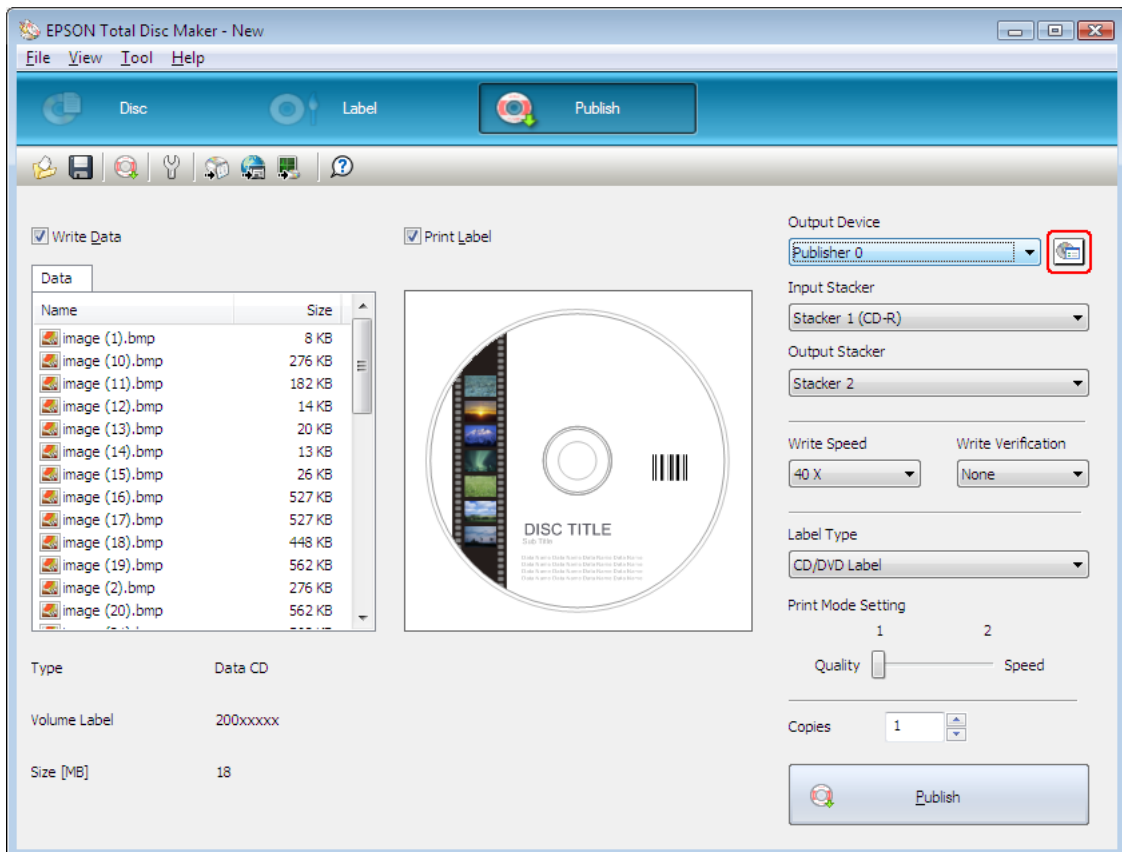 EPSON Total Disc Maker - New
File View Tool Help
Disc Label Publish
Write Data
Print Label
Data
Name Size
image (1).bmp 8 KB
image (10).bmp 276 KB
image (11).bmp 182 KB
image (12).bmp 14 KB
image (13).bmp 20 KB
image (14).bmp 13 KB
image (15).bmp 26 KB
image (16).bmp 527 KB
image (17).bmp 527 KB
image (18).bmp 448 KB
image (19).bmp 562 KB
image (2).bmp 276 KB
image (20).bmp 562 KB
DISC TITLE
Sub Title
Type Data CD
Volume Label 200xxxxx
Size [MB] 18
Output Device
Publisher 0
Input Stacker
Stacker 1 (CD-R)
Output Stacker
Stacker 2
Write Speed Write Verification
40 X None
Label Type
CD/DVD Label
Print Mode Setting
1 2
Quality Speed
Copies 1
Publish